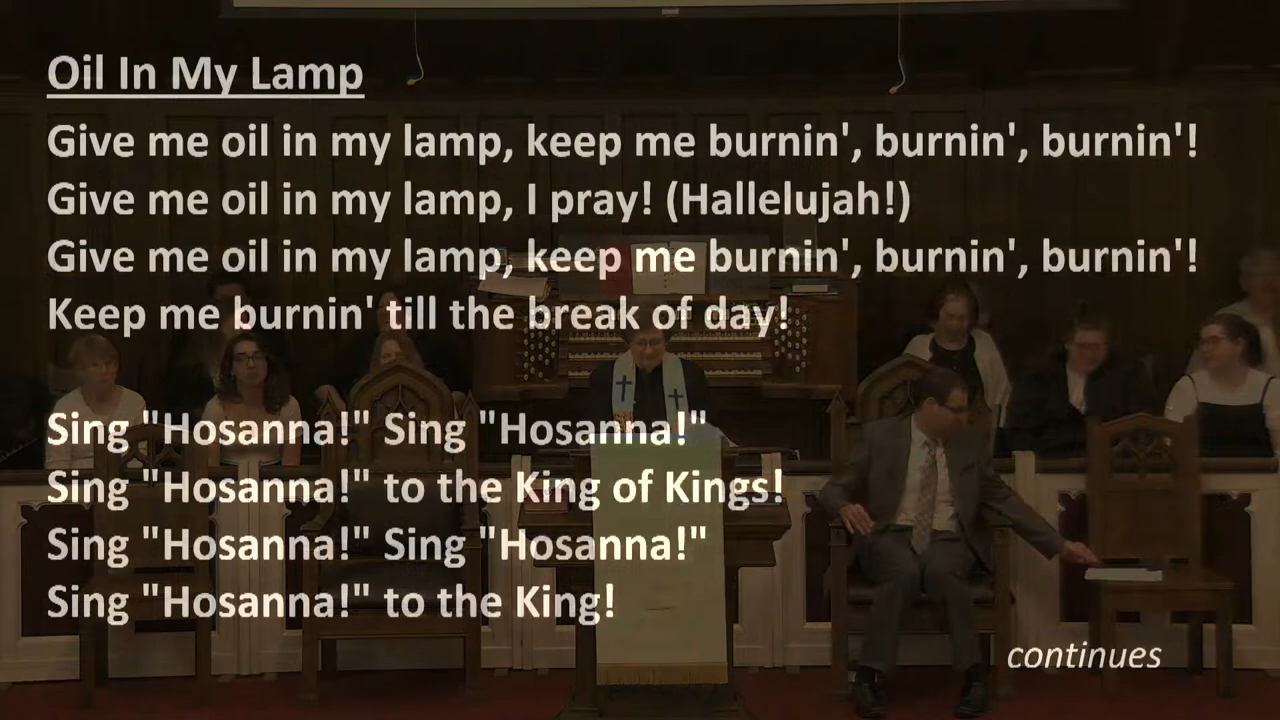 Oil In My Lamp
Give me oil in my lamp, keep me burnin', burnin', burnin'!
Give me oil in my lamp, I pray! (Hallelujah!)
Give me oil in my lamp, keep me burnin', burnin', burnin'!
Keep me burnin' till the break of day!
Sing "Hosanna!" Sing "Hosanna!"
Sing "Hosanna!" to the King of Kings!
Sing "Hosanna!" Sing "Hosanna!"
Sing "Hosanna!" to the King!
continues